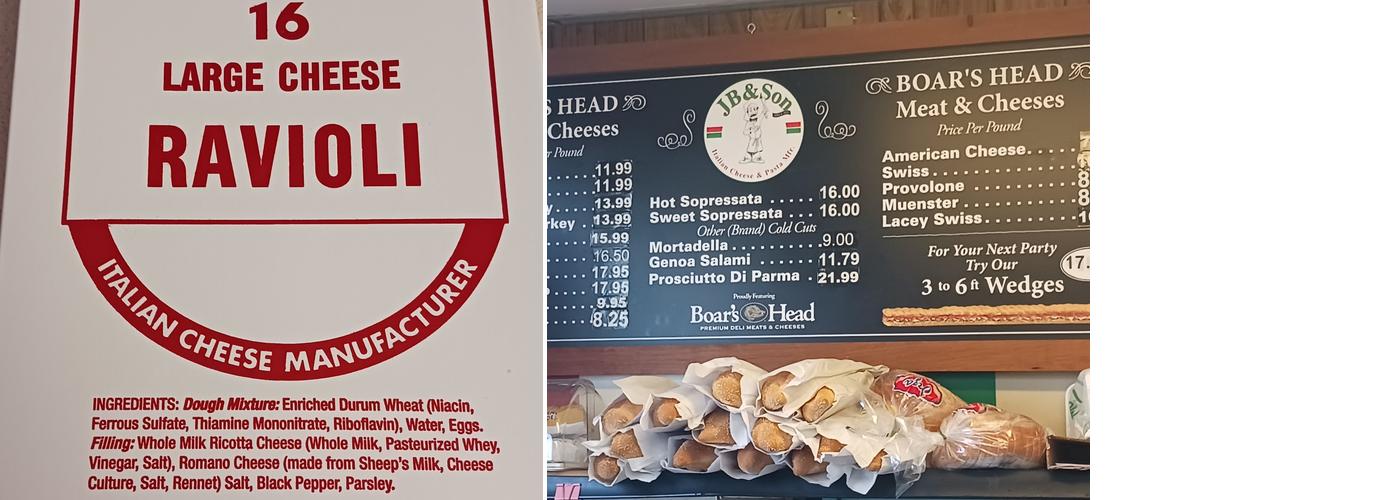 16
LARGE CHEESE
RAVIOLI
ITALIAN CHEESE MANUFACTURER
INGREDIENTS: Dough Mixture: Enriched Durum Wheat (Niacin,
Ferrous Sulfate, Thiamine Mononitrate, Riboflavin), Water, Eggs.
Filling: Whole Milk Ricotta Cheese (Whole Milk, Pasteurized Whey,
Vinegar, Salt), Romano Cheese (made from Sheep's Milk, Cheese
Culture, Salt, Rennet) Salt, Black Pepper, Parsley.
S HEAD
Cheeses
er Pound
.....11.99
....11.99
y.... 13.99
rkey . 13.99
.... 15.99
.... 16.50
.... 17.95
.... 17.95
.... 9.95
.... 8.25
JB&Son
Italian Cheese & Pasta Mfr
Hot Sopressata ....... 16.00
Sweet Sopressata .... 16.00
Other (Brand) Cold Cuts
Mortadella ..........9.00
Genoa Salami ....... 11.79
Prosciutto Di Parma . 21.99
Proudly Featuring
Boar's Head
PREMIUM DELI MEATS & CHEESES
BOAR'S HEAD
Meat & Cheeses
Price Per Pound
American Cheese.....
Swiss...............
Provolone ........... 8
Muenster ........... 8
Lacey Swiss......... 1
For Your Next Party
Try Our
3 to 6 ft Wedges
17.